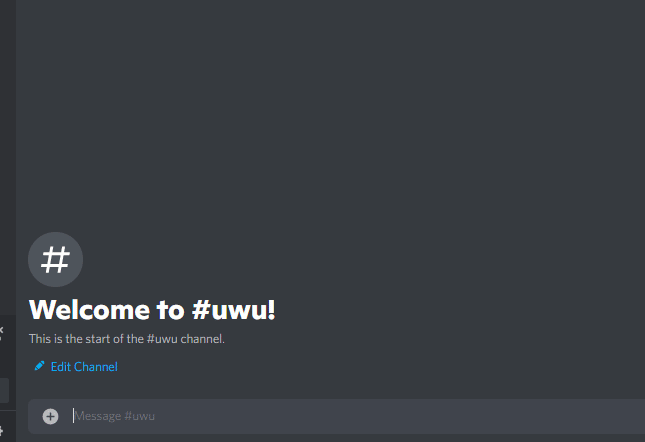 #
Welcome to #uwu!
This is the start of the #uwu channel.
Edit Channel
Message #uwu